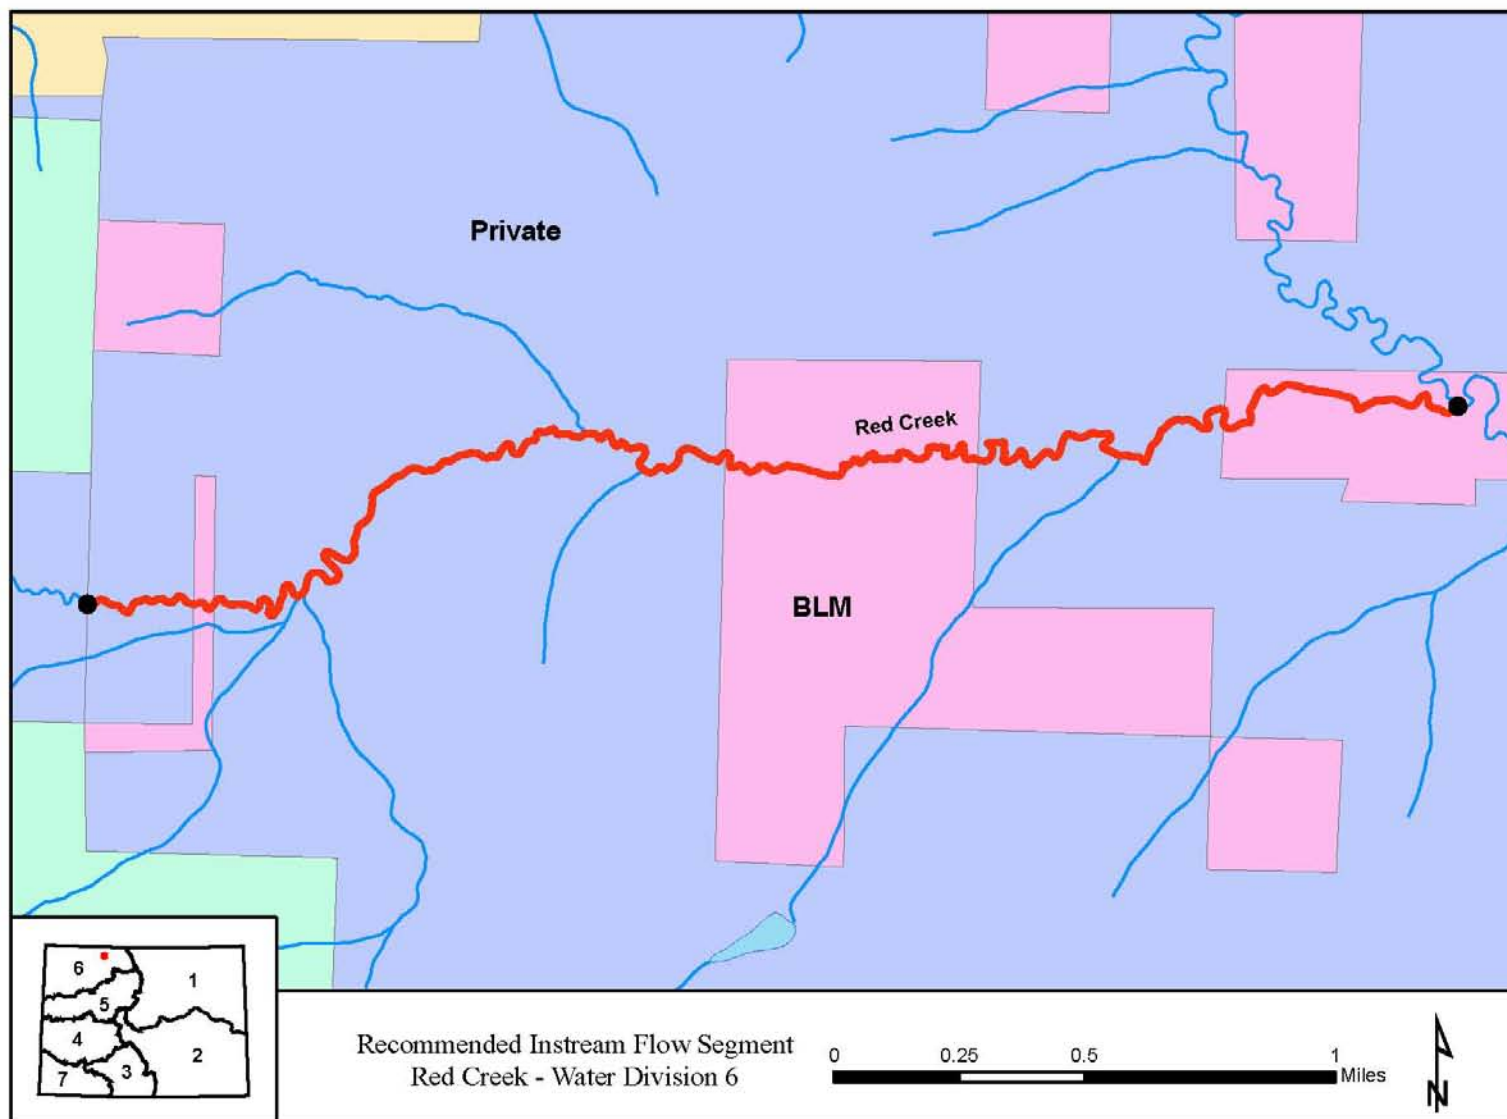 Private
Red Creek
BLM
6
1
5
4
2
3
7
Recommended Instream Flow Segment
Red Creek - Water Division 6
0 0.25 0.5 1
Miles
N